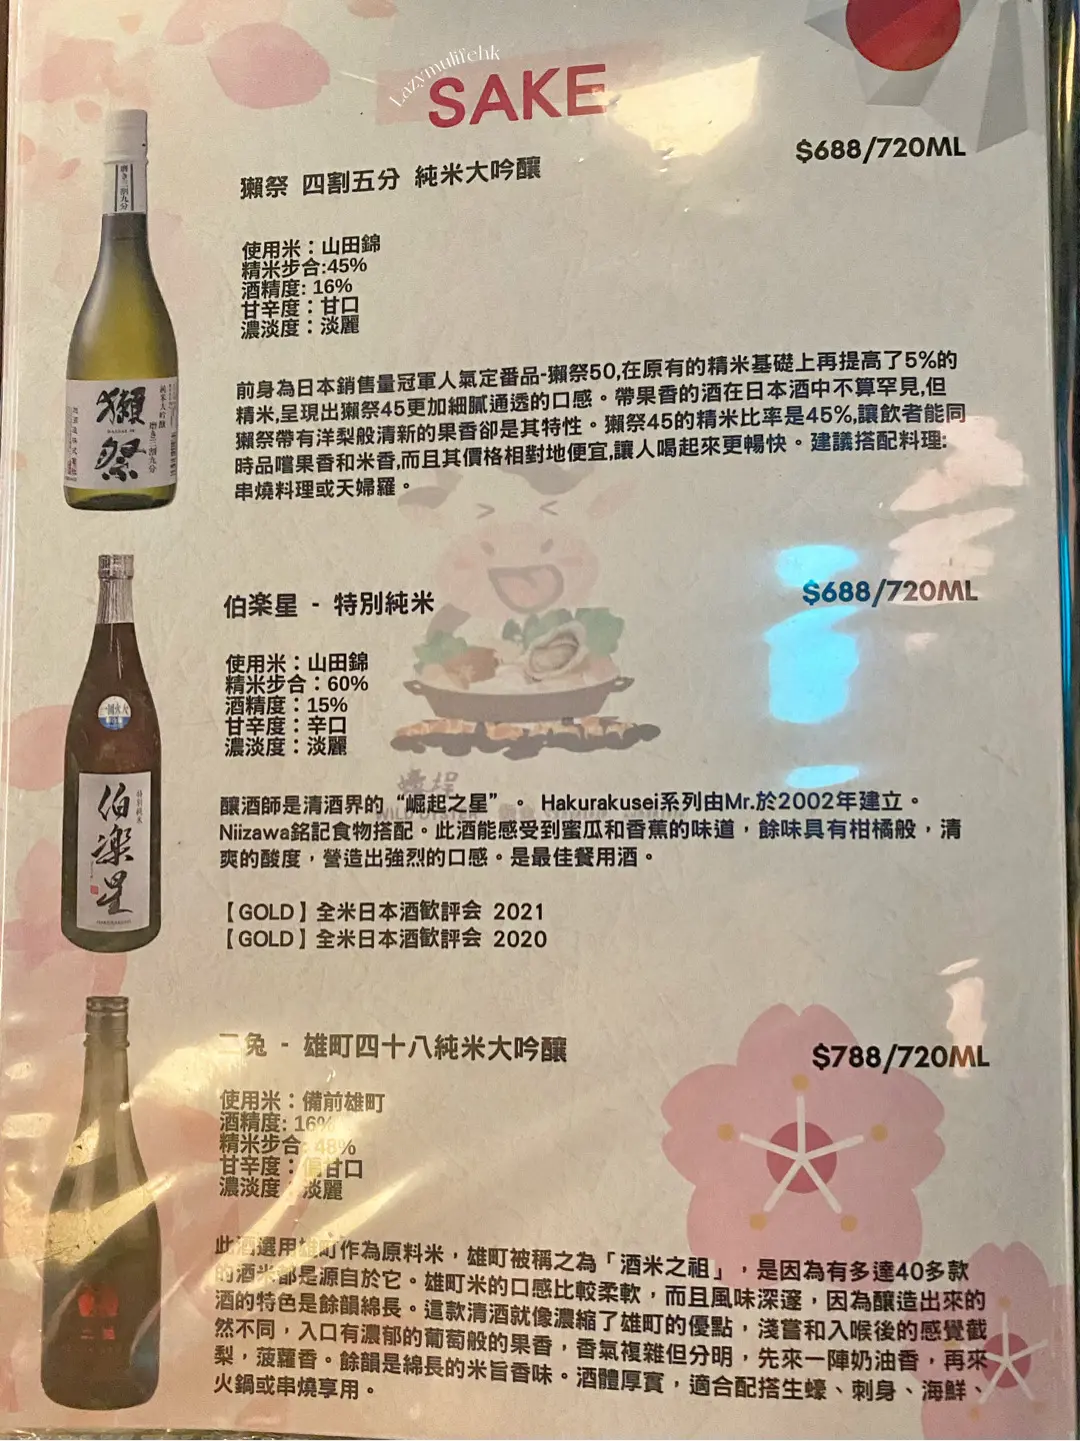 Lazymulifehk
SAKE
$688/720ML
獺祭 四割五分 純米大吟釀
使用米：山田錦
精米步合:45%
酒精度: 16%
甘辛度：甘口
濃淡度：淡麗
前身為日本銷售量冠軍人氣定番品-獺祭50,在原有的精米基礎上再提高了5%的
精米,呈現出獺祭45更加細膩通透的口感。帶果香的酒在日本酒中不算罕見,但
獺祭帶有洋梨般清新的果香卻是其特性。獺祭45的精米比率是45%,讓飲者能同
時品嚐果香和米香,而且其價格相對地便宜,讓人喝起來更暢快。建議搭配料理:
串燒料理或天婦羅。
獺祭
純米大吟醸
磨き三割九分
伯楽星 - 特別純米
$688/720ML
使用米：山田錦
精米步合：60%
酒精度：15%
甘辛度：辛口
濃淡度：淡麗
釀酒師是清酒界的“崛起之星”。 Hakurakusei系列由Mr.於2002年建立。
Niizawa銘記食物搭配。此酒能感受到蜜瓜和香蕉的味道，餘味具有柑橘般，清
爽的酸度，營造出強烈的口感。是最佳餐用酒。
【GOLD】全米日本酒歓評会 2021
【GOLD】全米日本酒歓評会 2020
特別純米
伯楽星
二兔 - 雄町四十八純米大吟釀
$788/720ML
使用米：備前雄町
酒精度: 16%
精米步合: 48%
甘辛度：偏甘口
濃淡度：淡麗
此酒選用雄町作為原料米，雄町被稱之為「酒米之祖」，是因為有多達40多款
的酒米都是源自於它。雄町米的口感比較柔軟，而且風味深邃，因為釀造出來的
酒的特色是餘韻綿長。這款清酒就像濃縮了雄町的優點，淺嘗和入喉後的感覺截
然不同，入口有濃郁的葡萄般的果香，香氣複雜但分明，先來一陣奶油香，再來
梨，菠蘿香。餘韻是綿長的米旨香味。酒體厚實，適合配搭生蠔、刺身、海鮮、
火鍋或串燒享用。